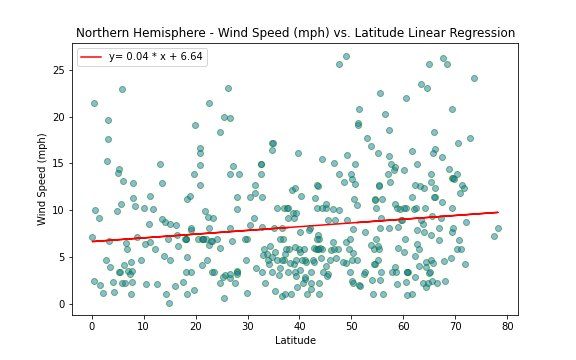 Northern Hemisphere - Wind Speed (mph) vs. Latitude Linear Regression
y= 0.04 * x + 6.64
25
20
15
10
5
0
Wind Speed (mph)
0 10 20 30 40 50 60 70 80
Latitude